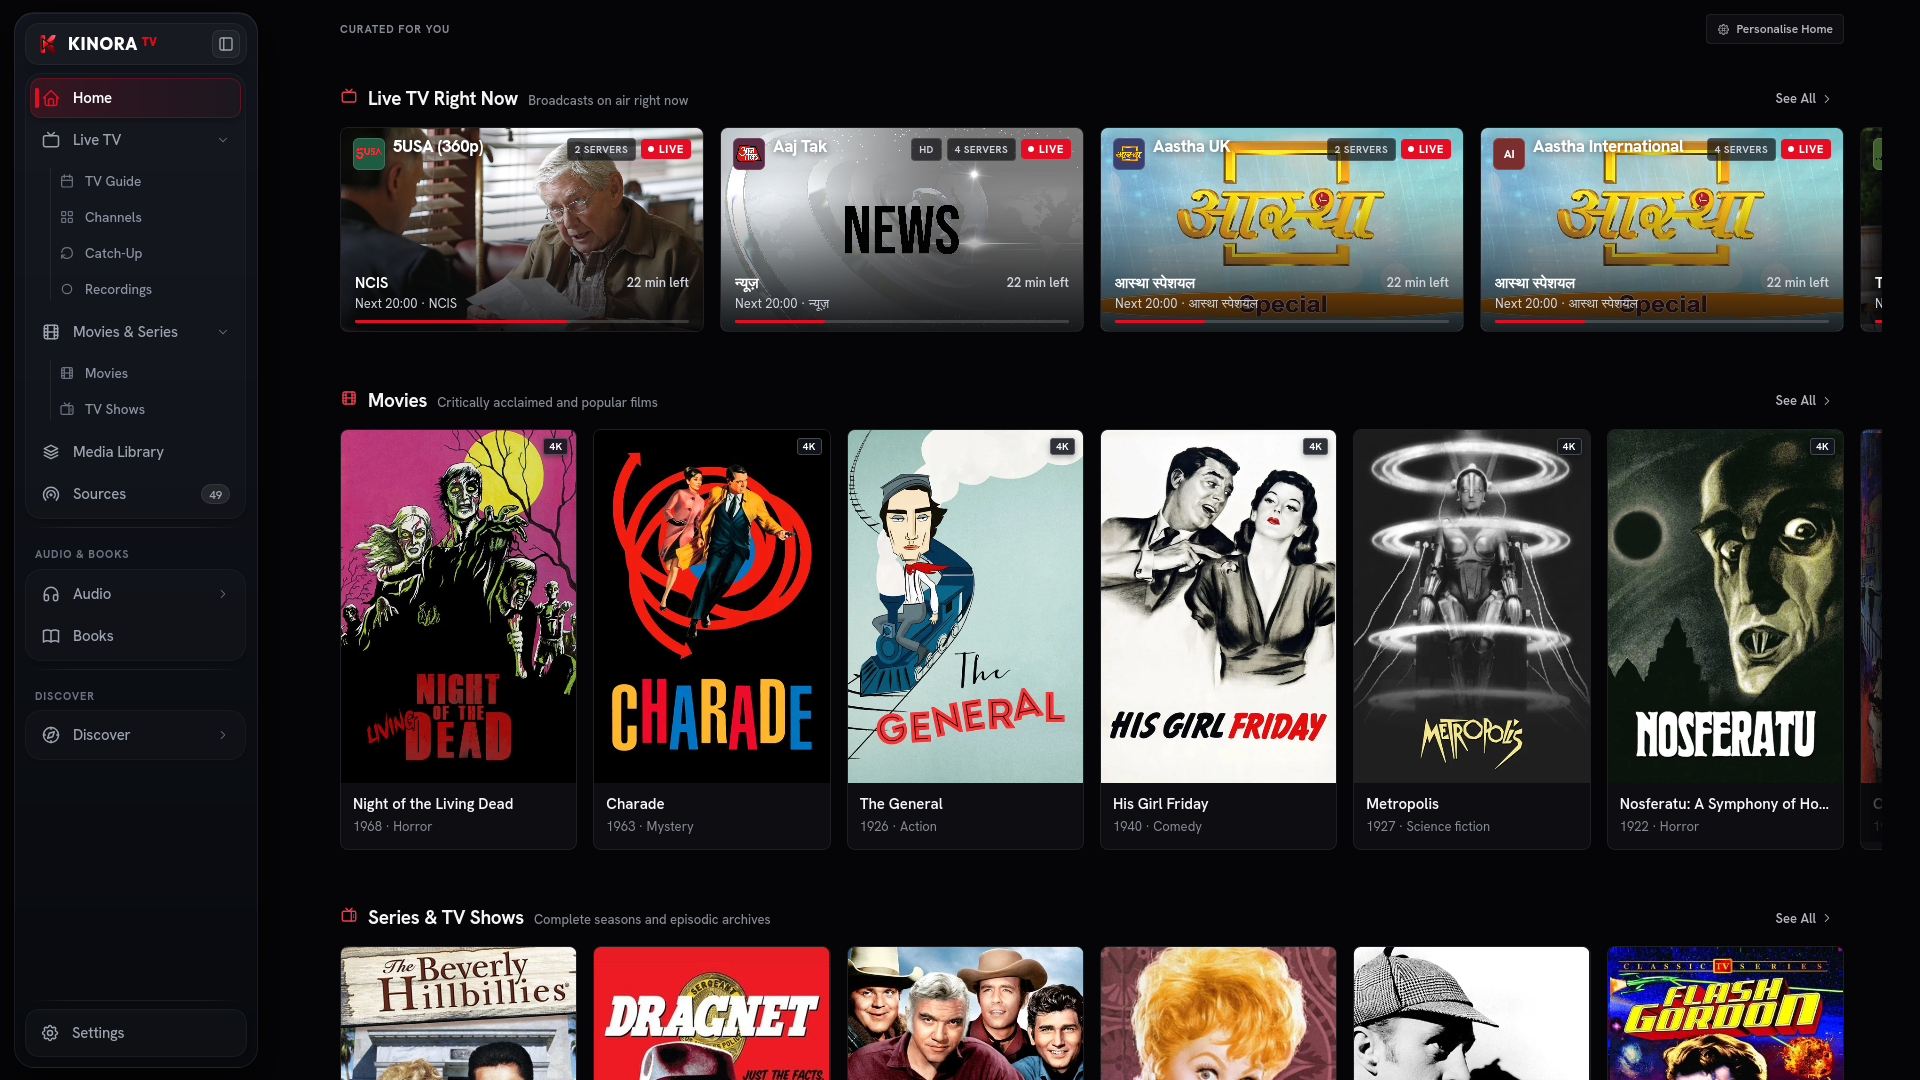 KINORA TV
Home
Live TV
TV Guide
Channels
Catch-Up
Recordings
Movies & Series
Movies
TV Shows
Media Library
Sources 49
AUDIO & BOOKS
Audio
Books
DISCOVER
Discover
Settings
CURATED FOR YOU
Personalise Home
Live TV Right Now Broadcasts on air right now
See All
5USA 5USA (360p) 2 SERVERS LIVE
NCIS 22 min left
Next 20:00 · NCIS
Aaj Tak HD 4 SERVERS LIVE
NEWS
न्यूज़ 22 min left
Next 20:00 · न्यूज़
आस्था Aastha UK 2 SERVERS LIVE
आस्था
आस्था स्पेशयल 22 min left
Next 20:00 · आस्था स्पेशयल
Special
AI Aastha International 4 SERVERS LIVE
आस्था
आस्था स्पेशयल 22 min left
Next 20:00 · आस्था स्पेशयल
Special
Movies Critically acclaimed and popular films
See All
4K
NIGHT
OF THE
LIVING DEAD
Night of the Living Dead
1968 · Horror
4K
CHARADE
Charade
1963 · Mystery
4K
The
GENERAL
The General
1926 · Action
4K
HIS GIRL FRIDAY
His Girl Friday
1940 · Comedy
4K
METROPOLIS
Metropolis
1927 · Science fiction
4K
NOSFERATU
Nosferatu: A Symphony of Ho...
1922 · Horror
Series & TV Shows Complete seasons and episodic archives
See All
The Beverly
Hillbillies
SERGEANT
DRAGNET
JUST THE FACTS,
CLASSIC TV SERIES
FLASH
GORDON